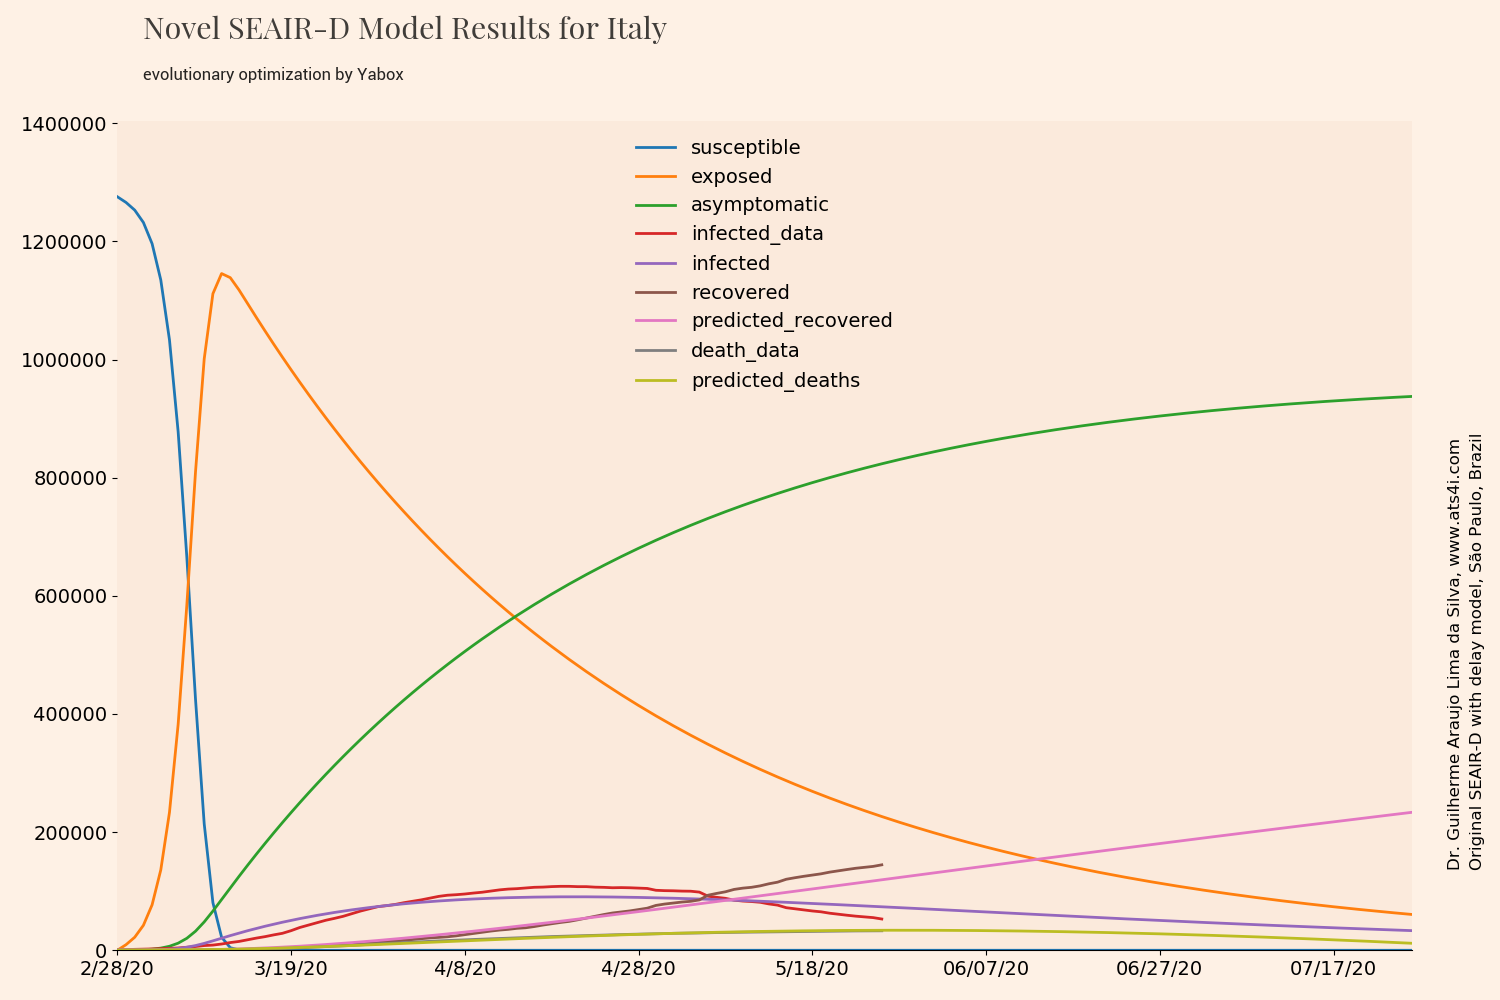 Novel SEAIR-D Model Results for Italy
evolutionary optimization by Yabox
1400000
1200000
1000000
800000
600000
400000
200000
0
susceptible
exposed
asymptomatic
infected_data
infected
recovered
predicted_recovered
death_data
predicted_deaths
2/28/20
3/19/20
4/8/20
4/28/20
5/18/20
06/07/20
06/27/20
07/17/20
Dr. Guilherme Araujo Lima da Silva, www.ats4i.com
Original SEAIR-D with delay model, São Paulo, Brazil